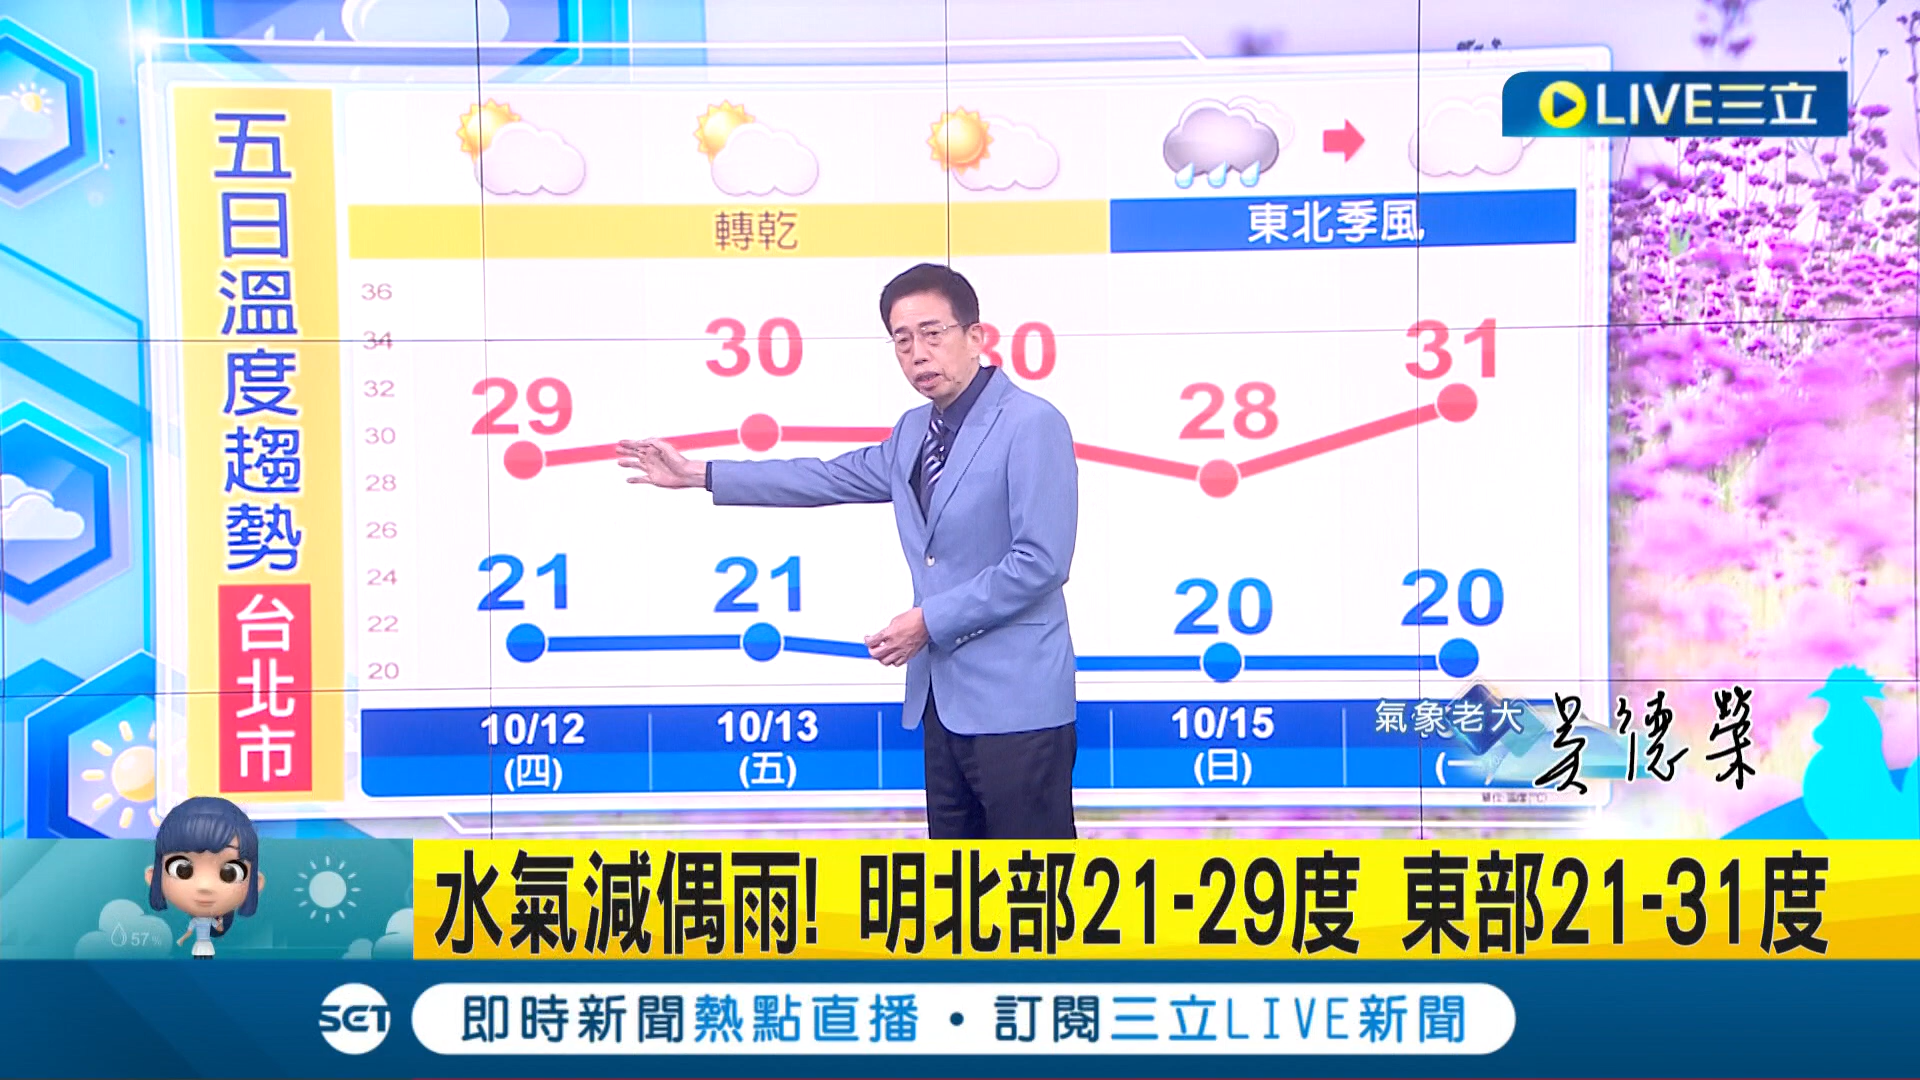 LIVE三立
五日溫度趨勢
台北市
轉乾
東北季風
36
34
32
30
28
26
24
22
20
29
30
30
28
31
21
21
20
20
10/12
(四)
10/13
(五)
10/15
(日)
(一
氣象老大
吳德榮
57%
水氣減偶雨! 明北部21-29度 東部21-31度
SET
即時新聞熱點直播・訂閱三立LIVE新聞